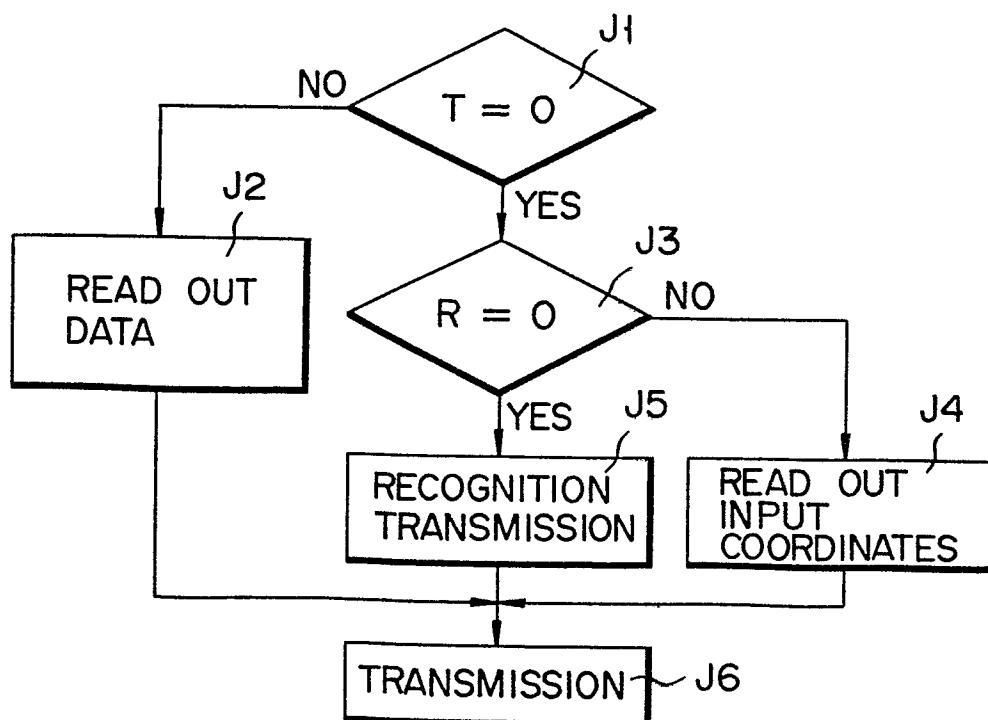 J1
NO
T = 0
YES
J2
READ OUT
DATA
J3
R = 0
NO
YES
J5
RECOGNITION
TRANSMISSION
J4
READ OUT
INPUT
COORDINATES
TRANSMISSION
J6